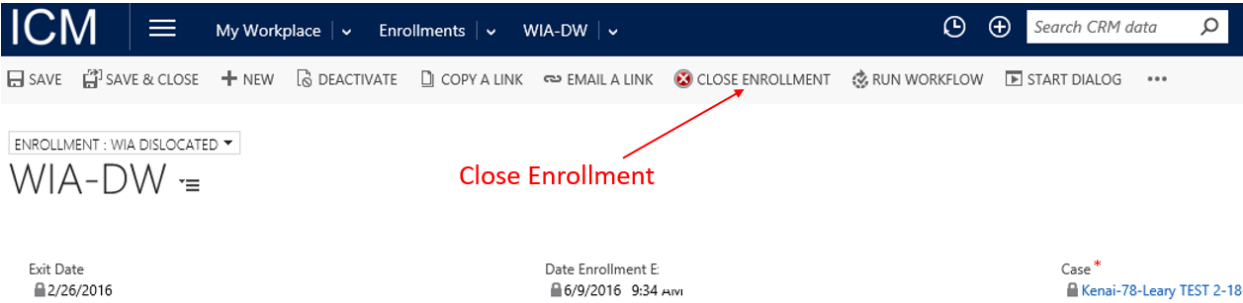 ICM My Workplace Enrollments WIA-DW Search CRM data
SAVE SAVE & CLOSE + NEW DEACTIVATE COPY A LINK EMAIL A LINK CLOSE ENROLLMENT RUN WORKFLOW START DIALOG •••
ENROLLMENT : WIA DISLOCATED
Close Enrollment
WIA-DW
Exit Date Date Enrollment E Case *
2/26/2016 6/9/2016 9:34 AM Kenai-78-Leary TEST 2-18